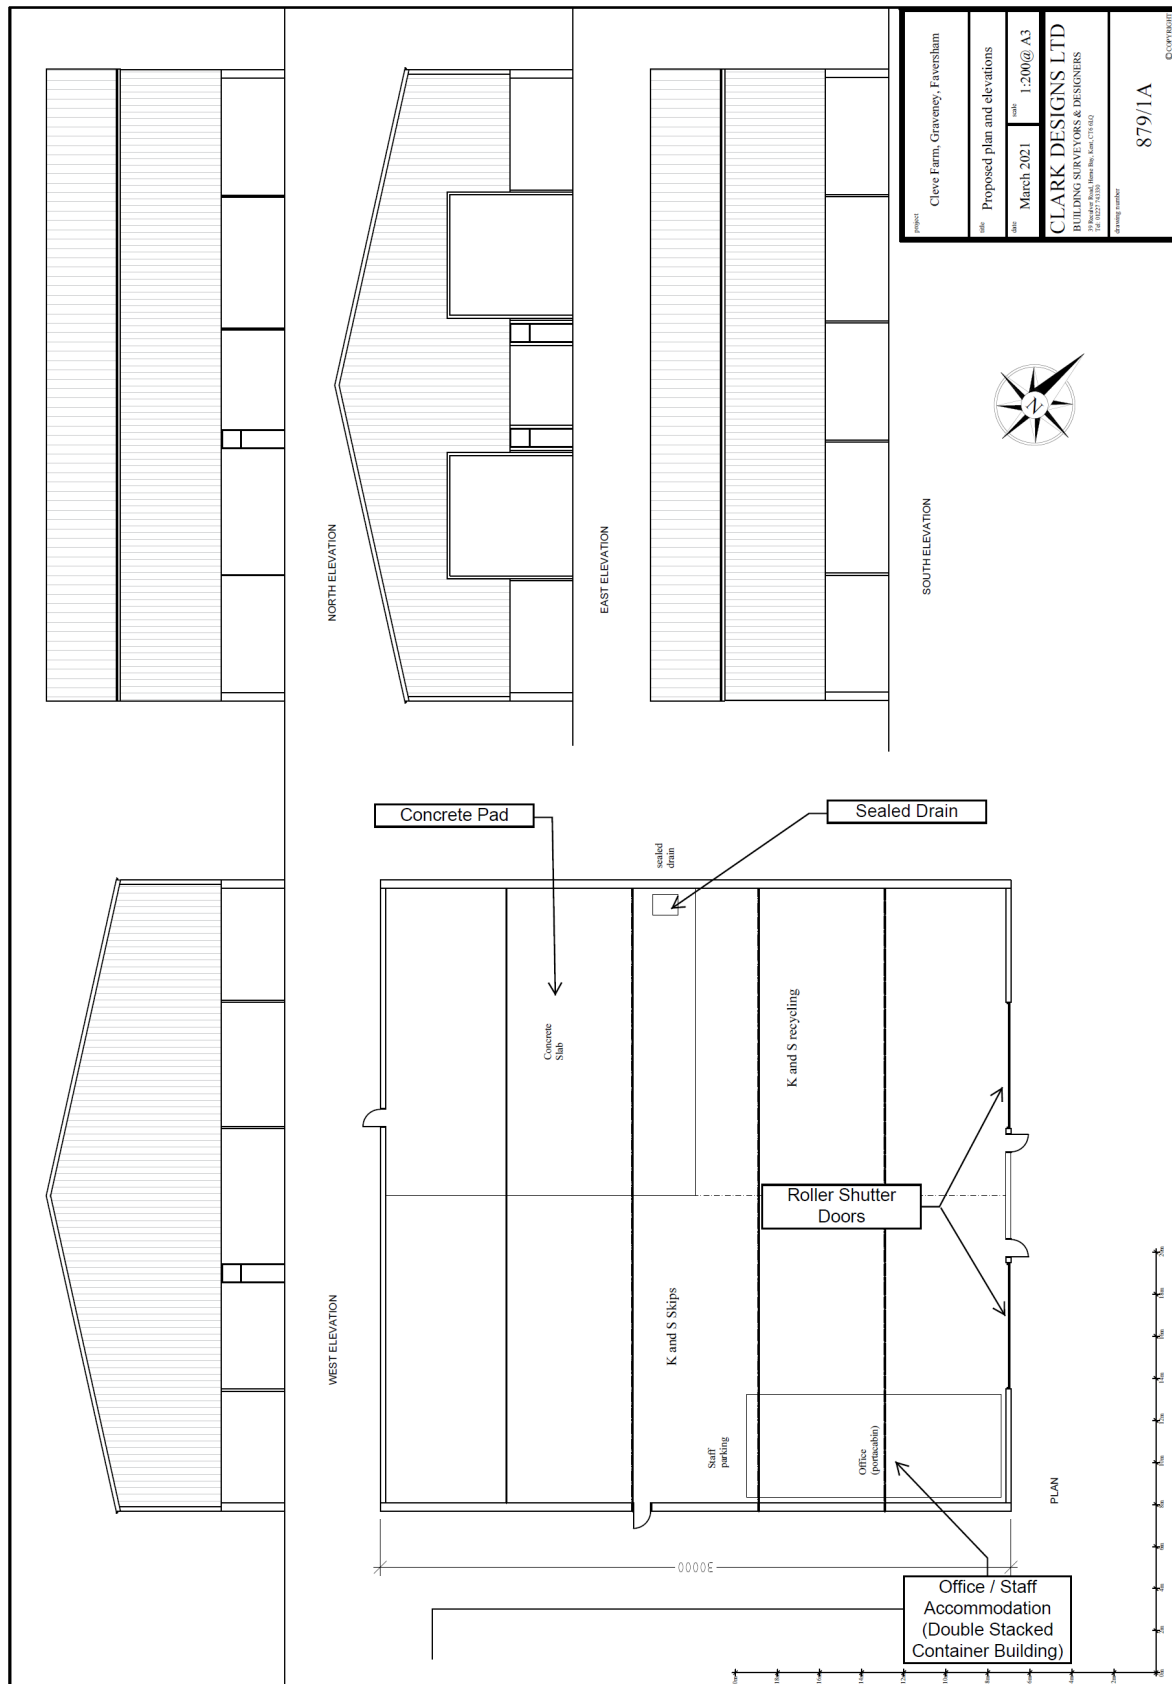 project
Cleve Farm, Graveney, Faversham
title
Proposed plan and elevations
date
March 2021
scale
1:200@ A3
CLARK DESIGNS LTD
BUILDING SURVEYORS & DESIGNERS
drawing number
879/1A
© COPYRIGHT
NORTH ELEVATION
EAST ELEVATION
SOUTH ELEVATION
N
WEST ELEVATION
PLAN
Concrete Pad
Sealed Drain
sealed
drain
Concrete
Slab
K and S recycling
Roller Shutter
Doors
K and S Skips
Staff
parking
Office
(portacabin)
30000
Office / Staff
Accommodation
(Double Stacked
Container Building)